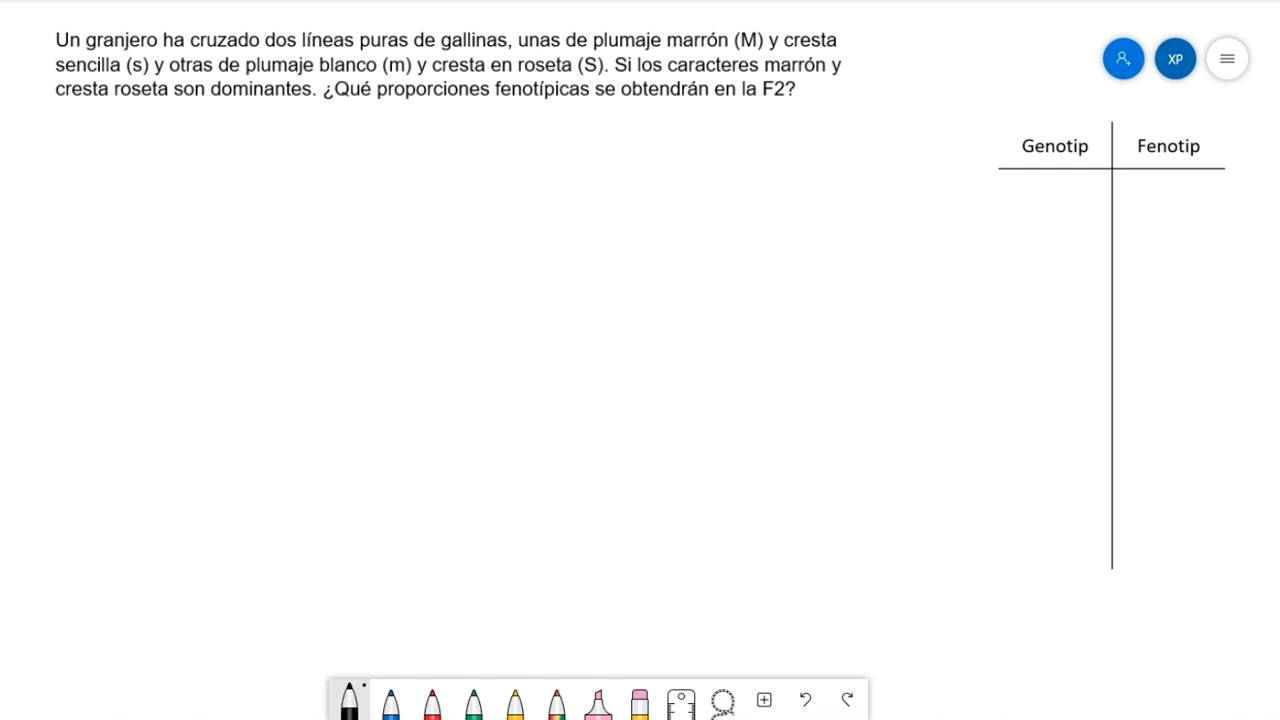 Un granjero ha cruzado dos líneas puras de gallinas, unas de plumaje marrón (M) y cresta
sencilla (s) y otras de plumaje blanco (m) y cresta en roseta (S). Si los caracteres marrón y
cresta roseta son dominantes. ¿Qué proporciones fenotípicas se obtendrán en la F2?
XP
Genotip Fenotip